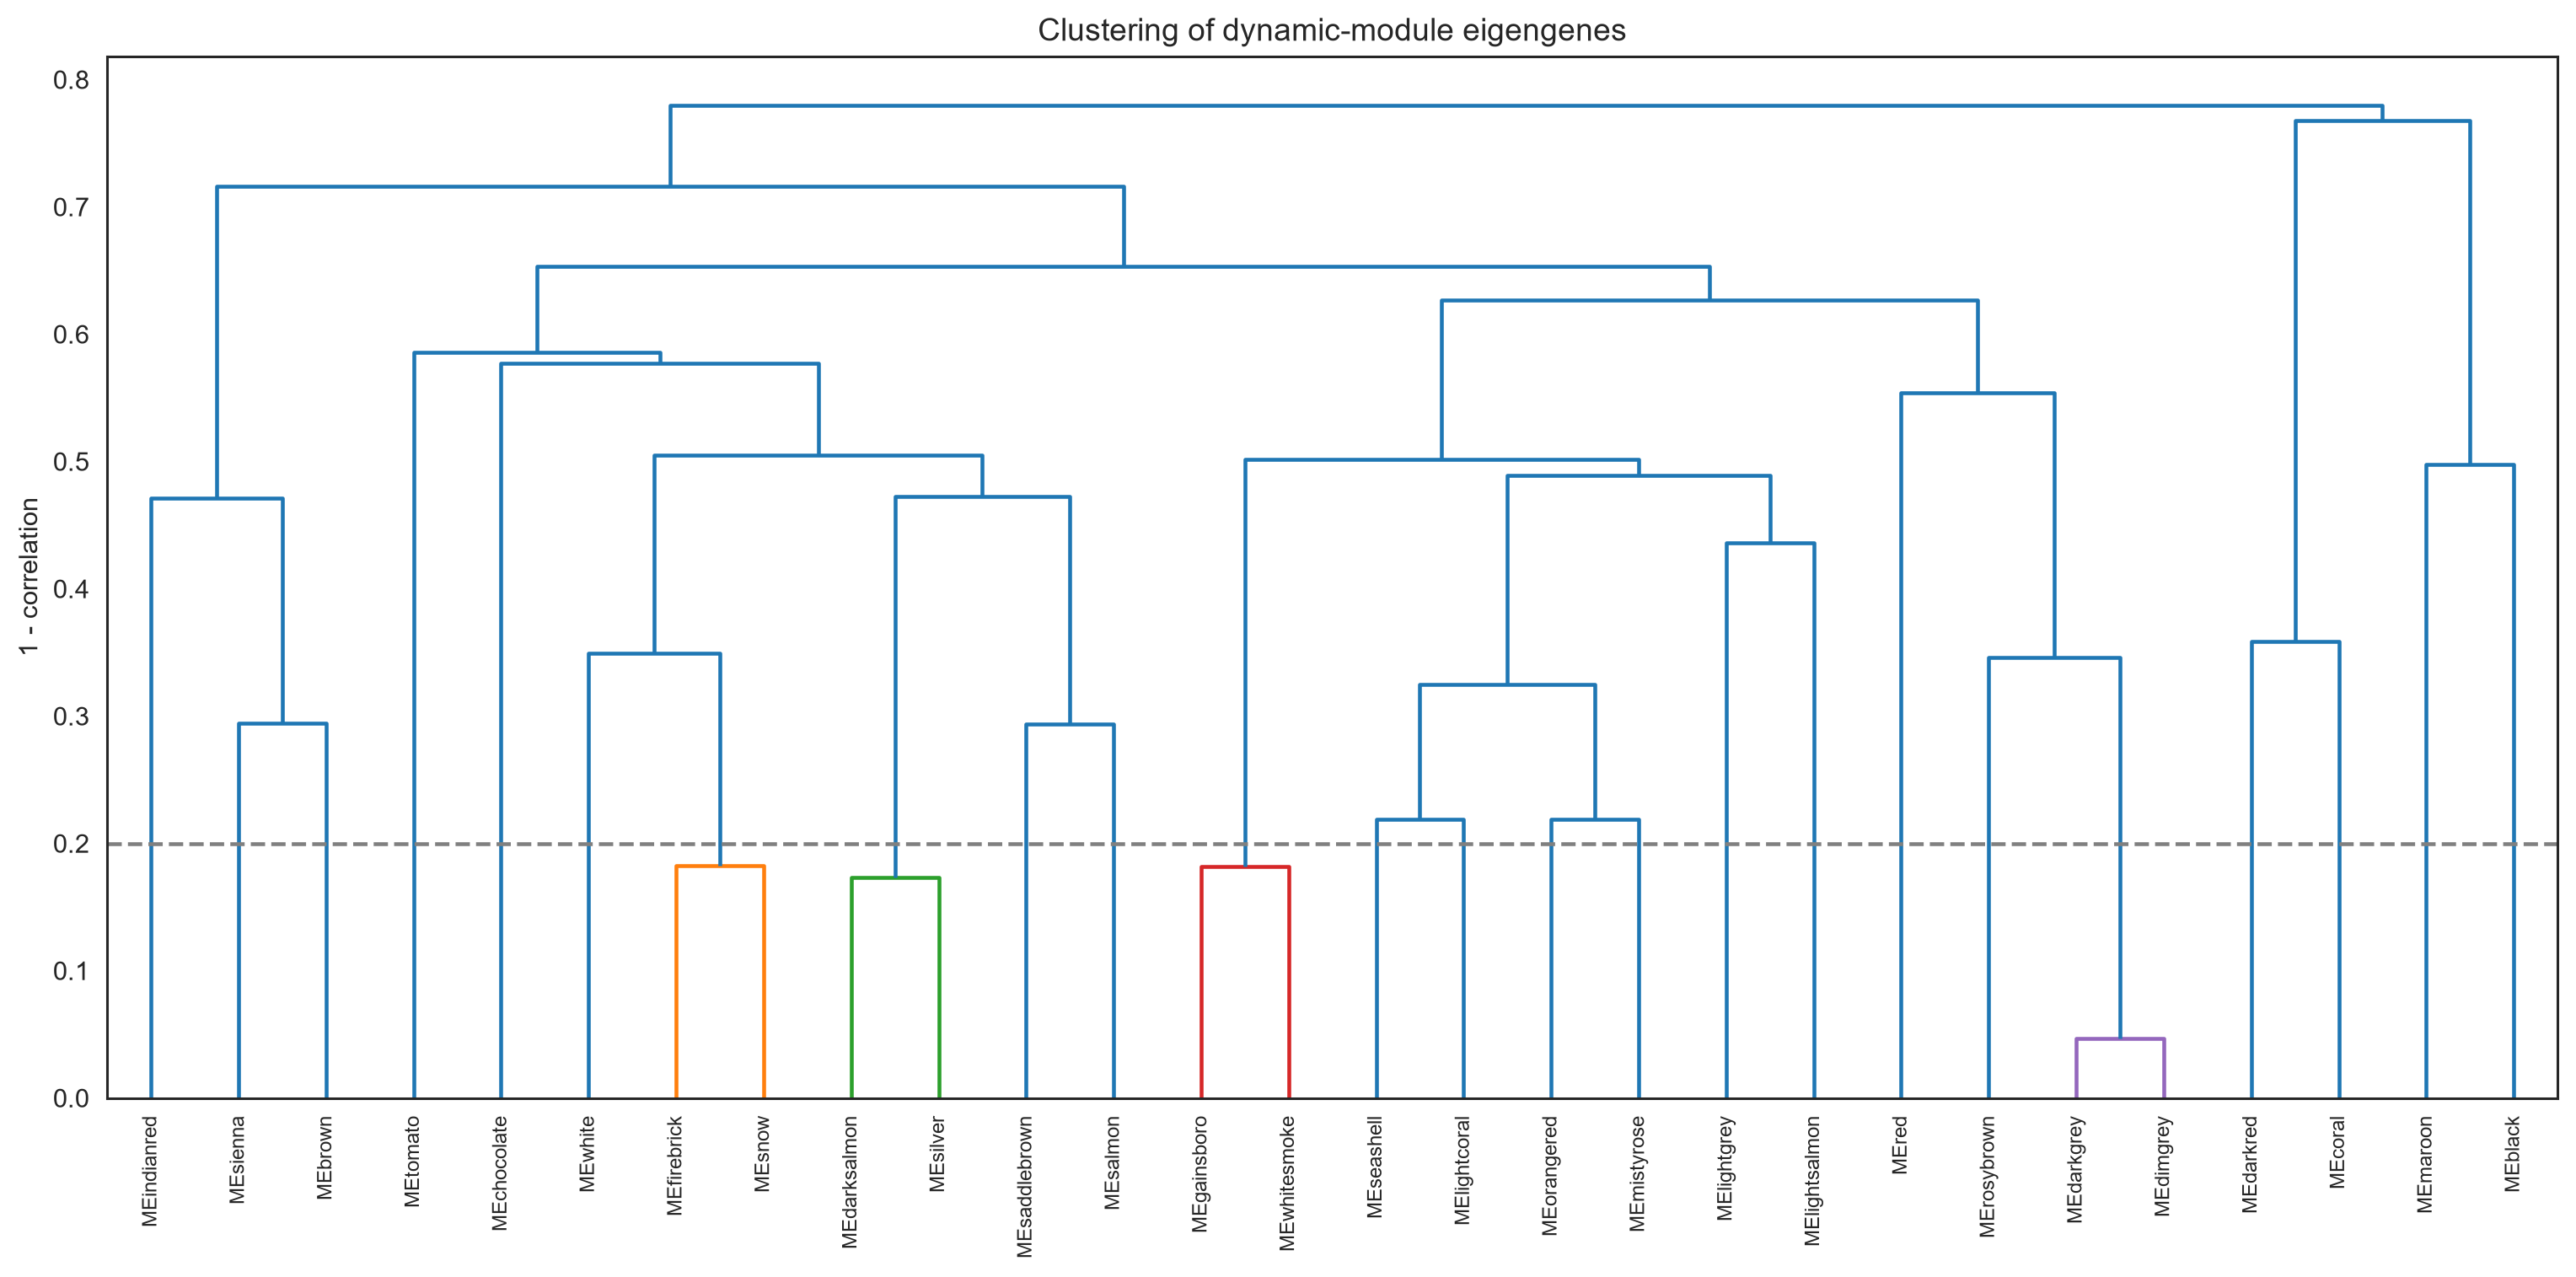 Clustering of dynamic-module eigengenes
1 - correlation
0.8
0.7
0.6
0.5
0.4
0.3
0.2
0.1
0.0
MEindianred
MEsienna
MEbrown
MEtomato
MEchocolate
MEwhite
MEfirebrick
MEsnow
MEdarksalmon
MEsilver
MEsaddlebrown
MEsalmon
MEgainsboro
MEwhitesmoke
MEseashell
MElightcoral
MEorangered
MEmistyrose
MElightgrey
MElightsalmon
MEred
MErosybrown
MEdarkgrey
MEdimgrey
MEdarkred
MEcoral
MEmaroon
MEblack